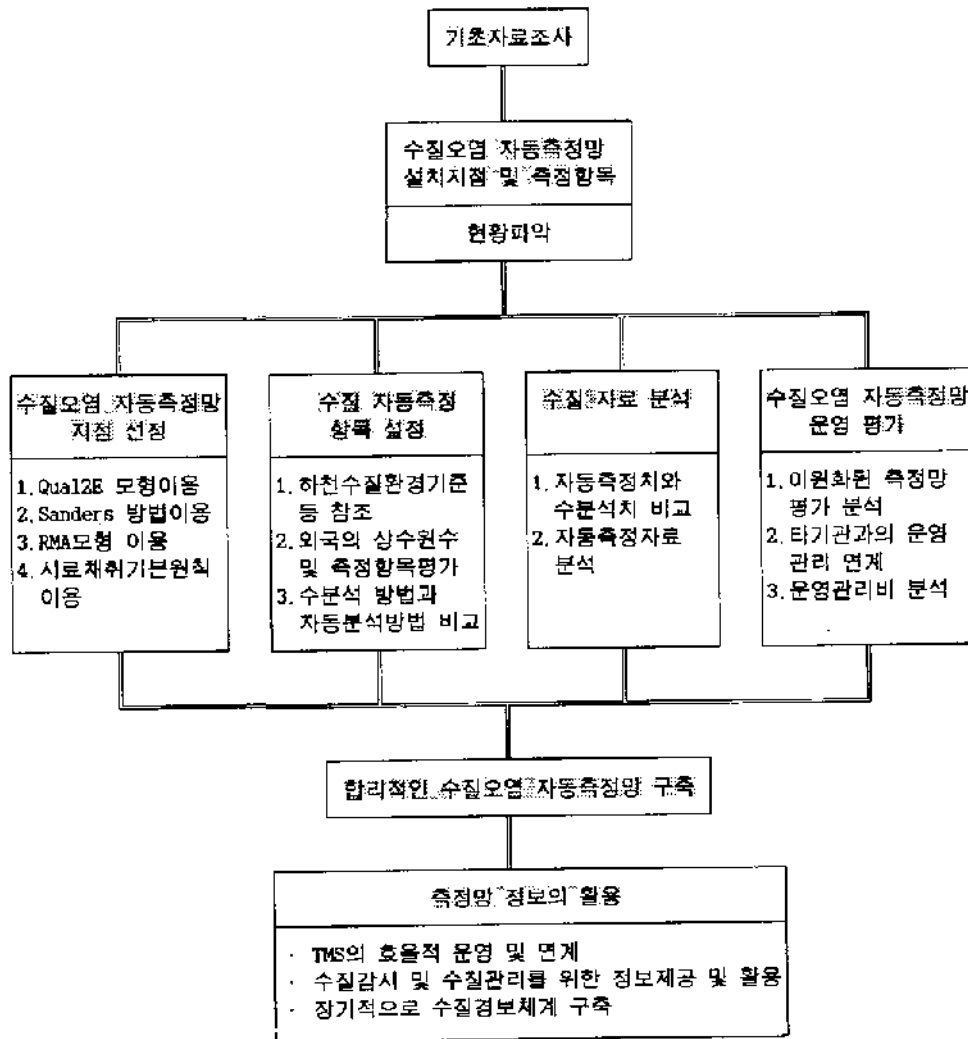 기초자료조사
수질오염 자동측정망
설치지점 및 측정항목
현황파악
수질오염 자동측정망
지점 선정
1. Qual2E 모형이용
2. Sanders 방법이용
3. RMA모형 이용
4. 시료채취기본원칙
이용
수질 자동측정
항목 설정
1. 하천수질환경기준
등 참조
2. 외국의 상수원수
및 측정항목평가
3. 수분석 방법과
자동분석방법 비교
수질 자료 분석
1. 자동측정치와
수분석치 비교
2. 자동측정자료
분석
수질오염 자동측정망
운영 평가
1. 이원화된 측정망
평가 분석
2. 타기관과의 운영
관리 연계
3. 운영관리비 분석
합리적인 수질오염 자동측정망 구축
측정망 정보의 활용
· TMS의 효율적 운영 및 연계
· 수질감시 및 수질관리를 위한 정보제공 및 활용
· 장기적으로 수질경보체계 구축